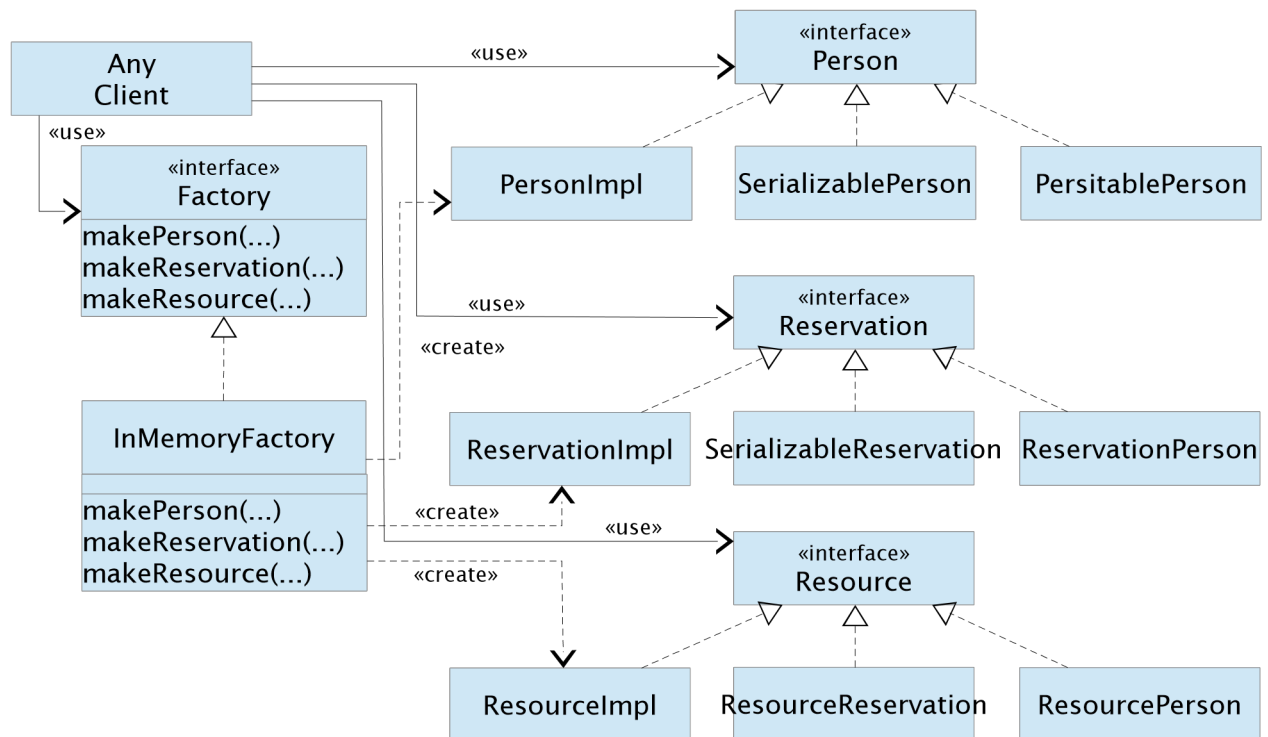 Any
Client
«use»
«interface»
Person
«use»
«interface»
Factory
makePerson(...)
makeReservation(...)
makeResource(...)
PersonImpl
SerializablePerson
PersitablePerson
«use»
«interface»
Reservation
«create»
InMemoryFactory
makePerson(...)
makeReservation(...)
makeResource(...)
ReservationImpl
SerializableReservation
ReservationPerson
«create»
«use»
«interface»
Resource
«create»
ResourceImpl
ResourceReservation
ResourcePerson